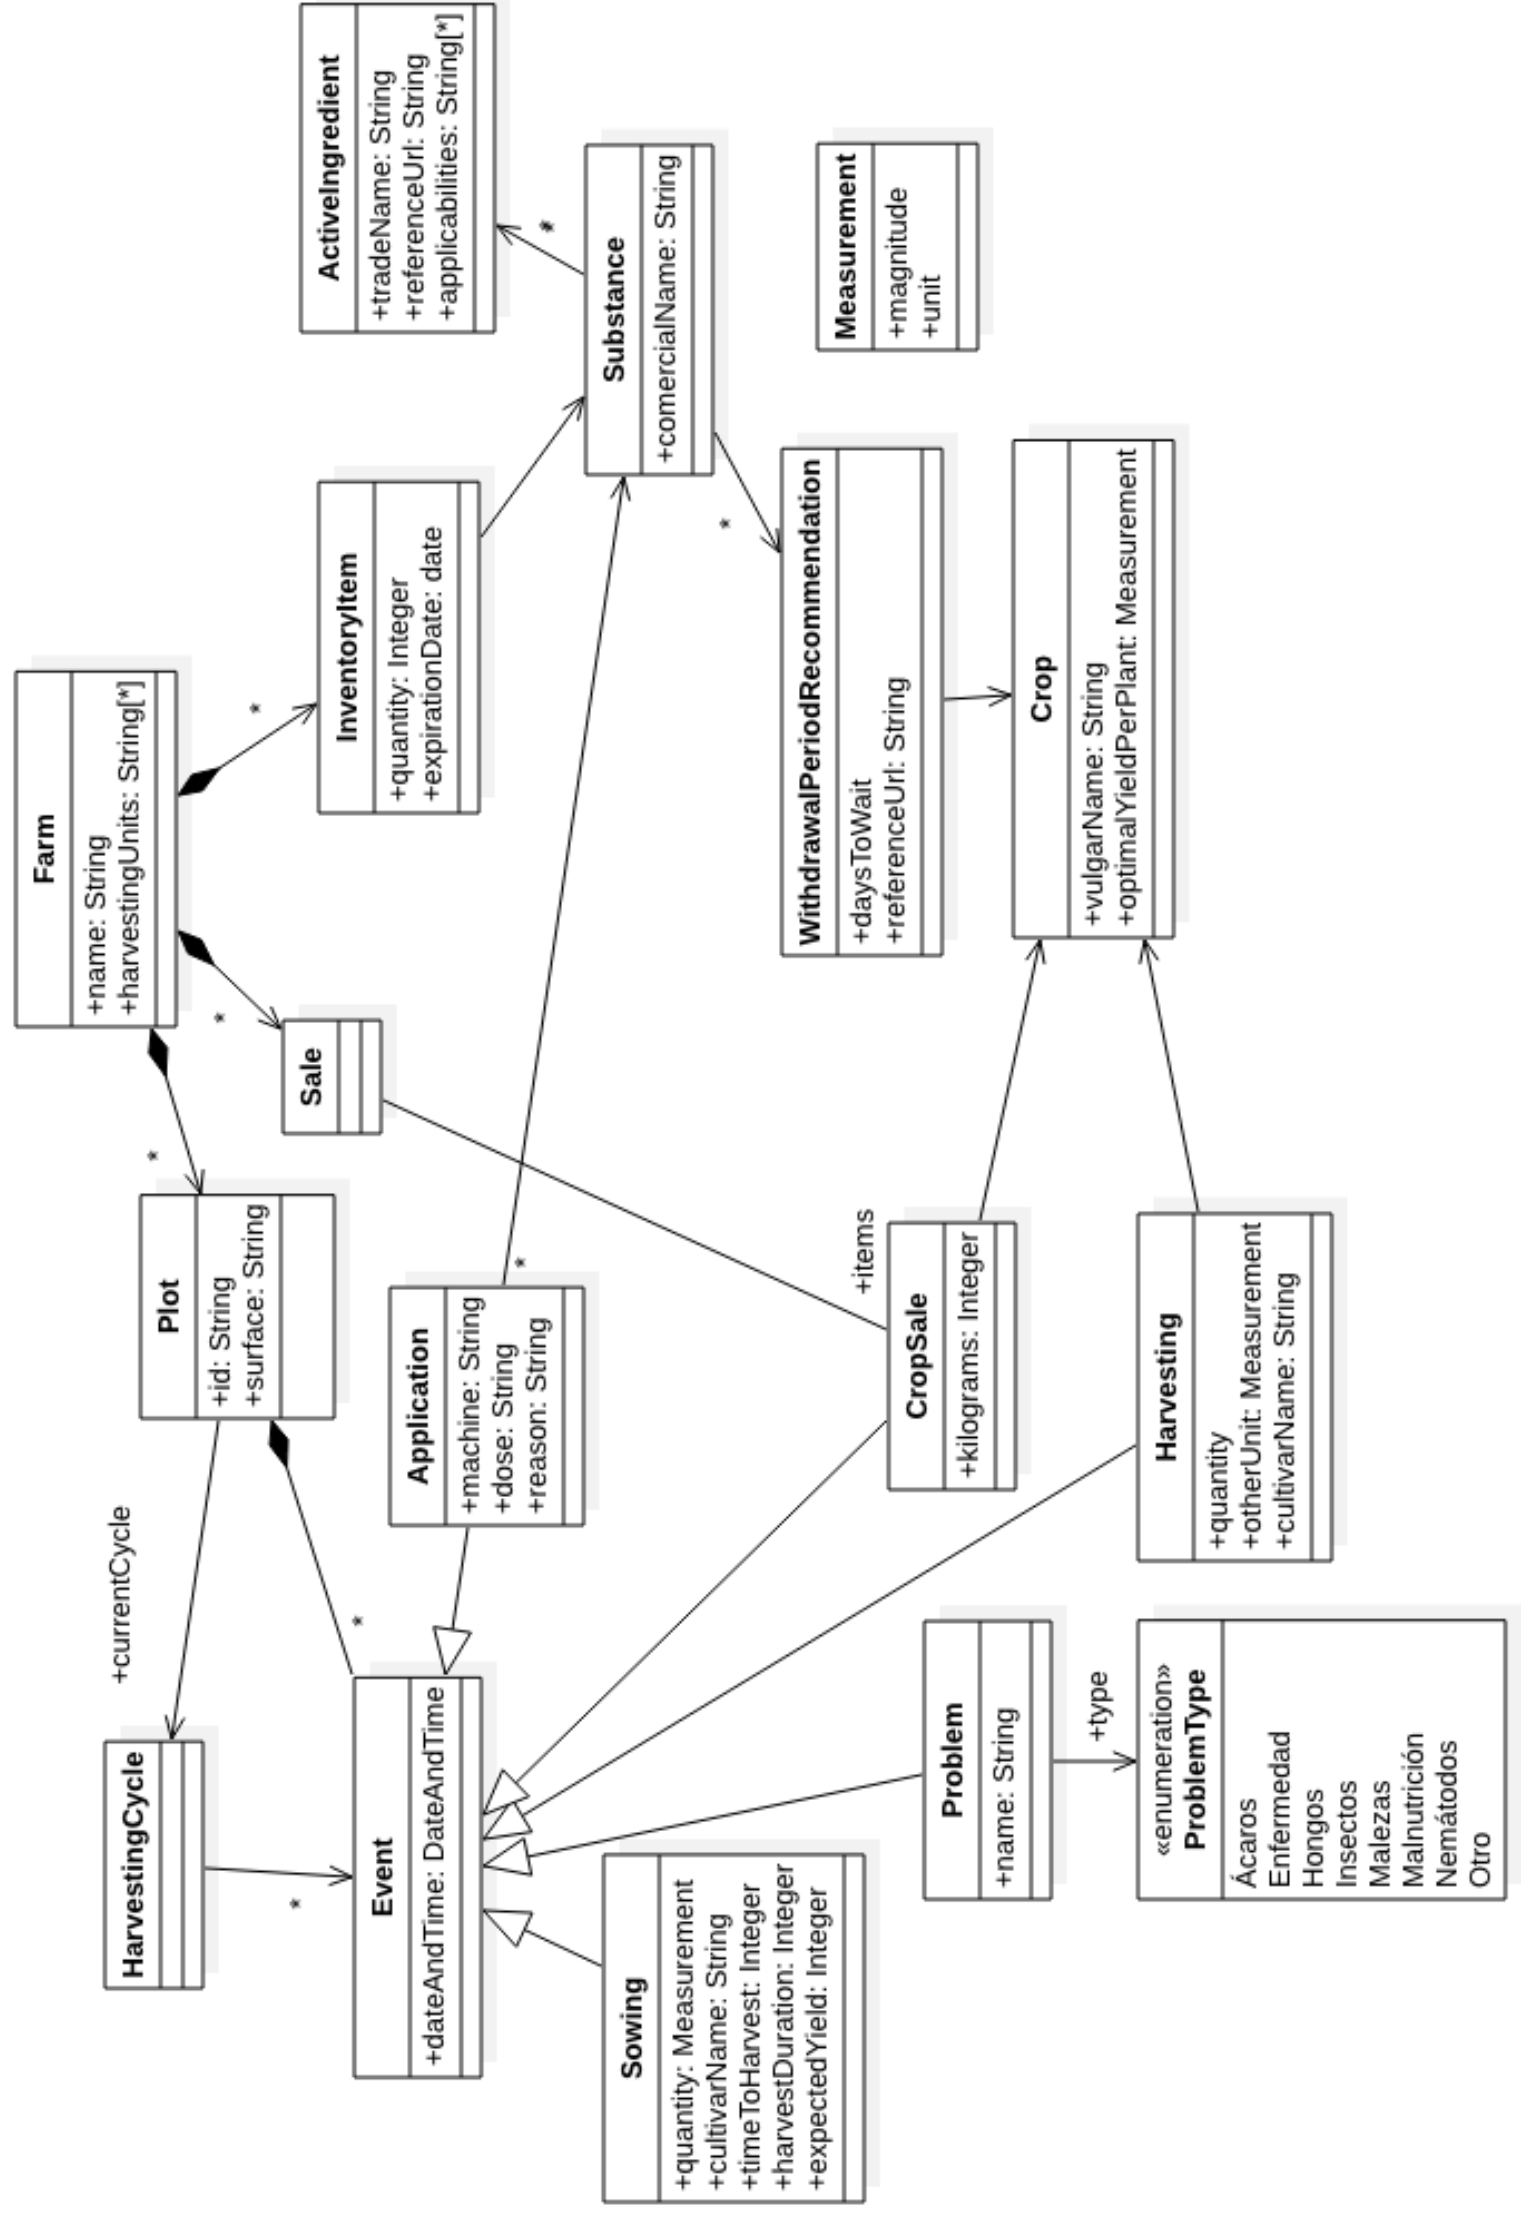 Farm
+name: String
+harvestingUnits: String[*]
*
*
*
Plot
+id: String
+surface: String
Sale
InventoryItem
+quantity: Integer
+expirationDate: date
ActiveIngredient
+tradeName: String
+referenceUrl: String
+applicabilities: String[*]
*
+currentCycle
*
HarvestingCycle
*
Application
+machine: String
+dose: String
+reason: String
*
Substance
+comercialName: String
*
Event
+dateAndTime: DateAndTime
Measurement
+magnitude
+unit
WithdrawalPeriodRecommendation
+daysToWait
+referenceUrl: String
+items
CropSale
+kilograms: Integer
Crop
+vulgarName: String
+optimalYieldPerPlant: Measurement
Sowing
+quantity: Measurement
+cultivarName: String
+timeToHarvest: Integer
+harvestDuration: Integer
+expectedYield: Integer
Problem
+name: String
+type
Harvesting
+quantity
+otherUnit: Measurement
+cultivarName: String
«enumeration»
ProblemType
Ácaros
Enfermedad
Hongos
Insectos
Malezas
Malnutrición
Nemátodos
Otro